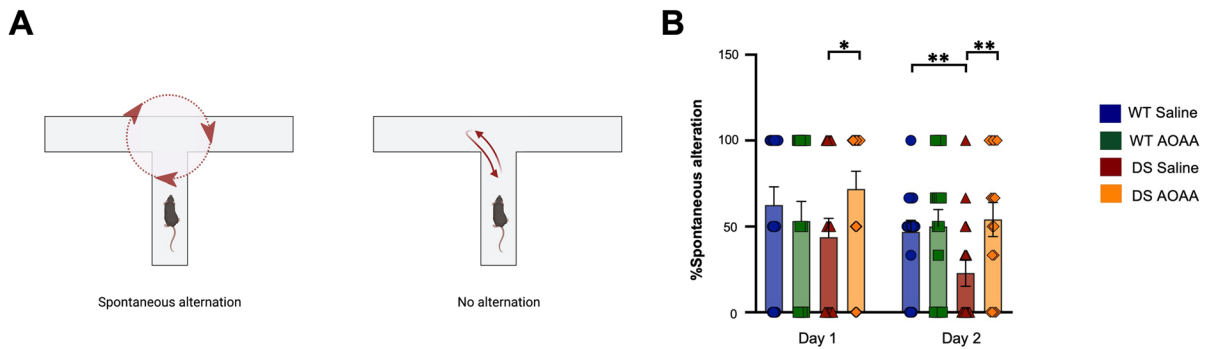 A
Spontaneous alternation
No alternation
B
%Spontaneous alteration
150
100
50
0
*
**
**
Day 1
Day 2
WT Saline
WT AOAA
DS Saline
DS AOAA